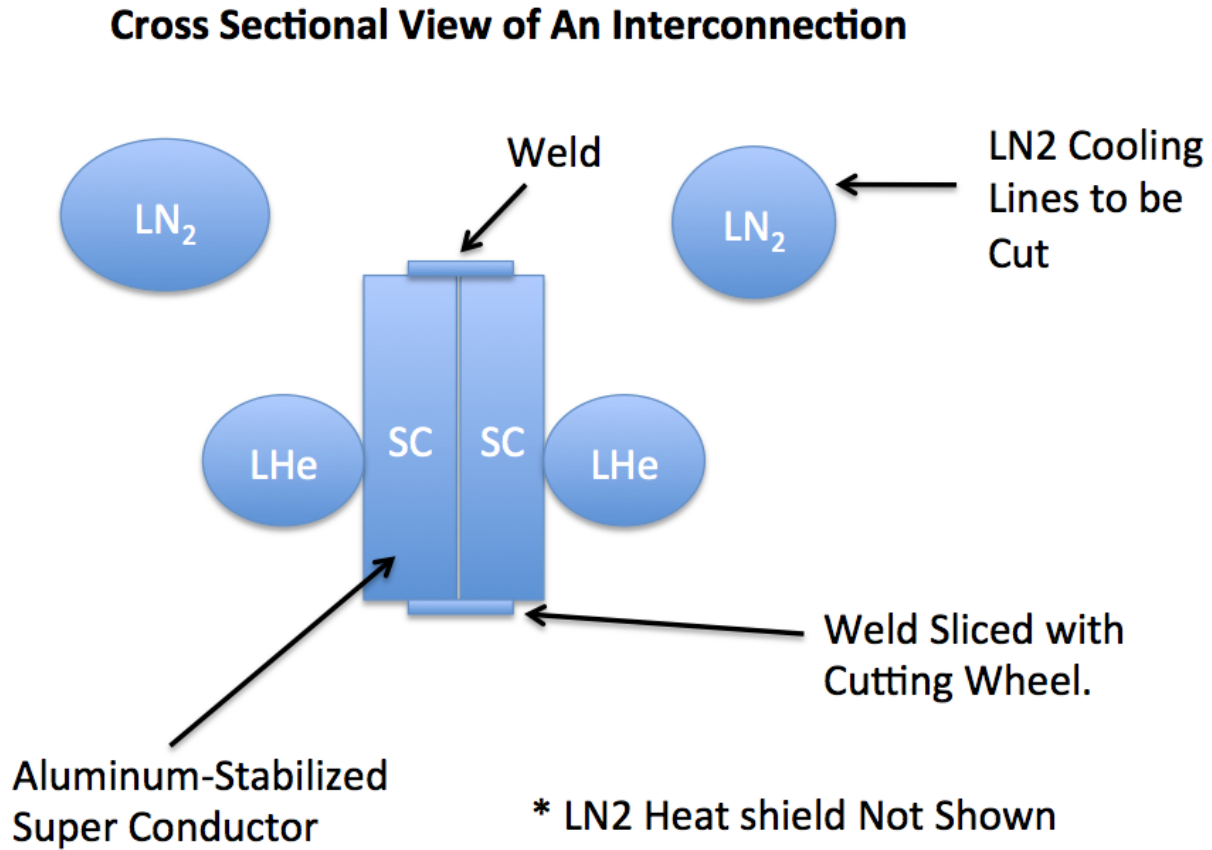 Cross Sectional View of An Interconnection
Weld
LN2 Cooling
Lines to be
Cut
LN₂
LN₂
SC
SC
LHe
LHe
Weld Sliced with
Cutting Wheel.
Aluminum-Stabilized
Super Conductor
* LN2 Heat shield Not Shown